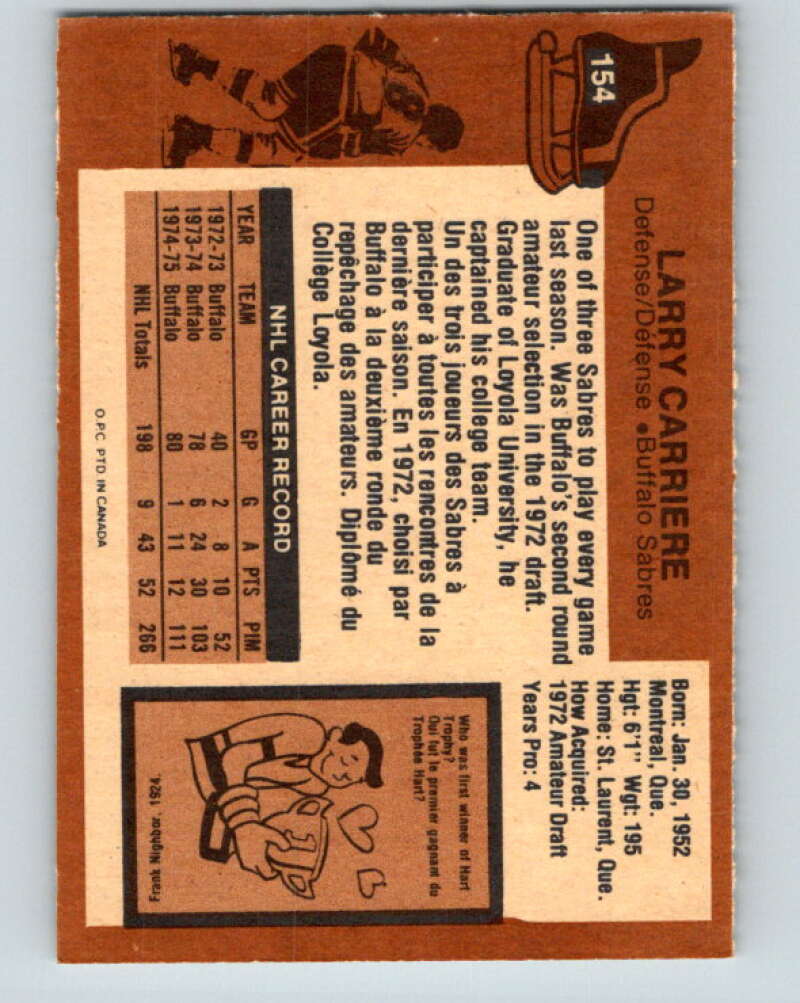 154
LARRY CARRIERE
Defense/Défense • Buffalo Sabres
Born: Jan. 30, 1952
Montreal, Que.
Hgt: 6'1" Wgt: 195
Home: St. Laurent, Que.
How Acquired:
1972 Amateur Draft
Years Pro: 4
One of three Sabres to play every game
last season. Was Buffalo's second round
amateur selection in the 1972 draft.
Graduate of Loyola University, he
captained his college team.
Un des trois joueurs des Sabres à
participer à toutes les rencontres de la
dernière saison. En 1972, choisi par
Buffalo à la deuxième ronde du
repêchage des amateurs. Diplômé du
Collège Loyola.
NHL CAREER RECORD
YEAR TEAM GP G A PTS PIM
1972-73 Buffalo 40 2 8 10 52
1973-74 Buffalo 78 6 24 30 103
1974-75 Buffalo 80 1 11 12 111
NHL Totals 198 9 43 52 266
Who was first winner of Hart
Trophy?
Qui fut le premier gagnant du
Trophée Hart?
1
Frank Nighbor, 1924.
O.P.C. PTD. IN CANADA
8